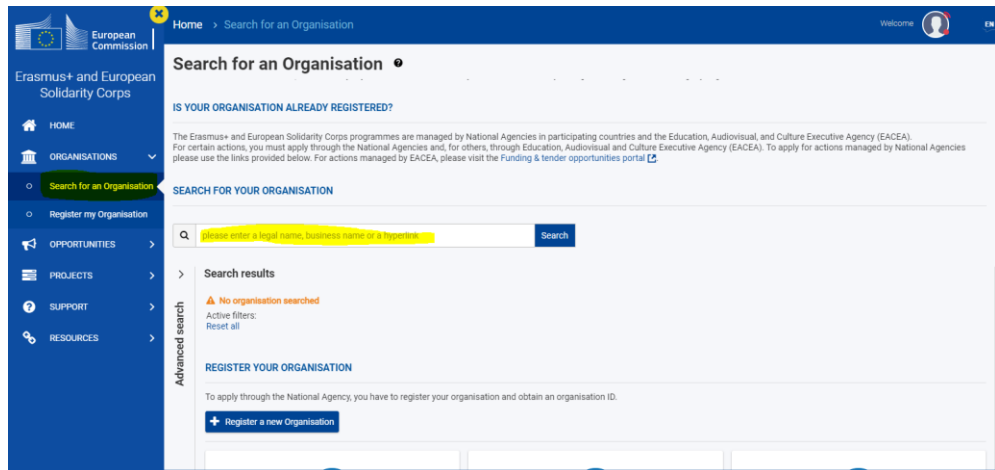 European
Commission
Erasmus+ and European
Solidarity Corps
HOME
ORGANISATIONS
Search for an Organisation
Register my Organisation
OPPORTUNITIES
PROJECTS
SUPPORT
RESOURCES
Home > Search for an Organisation
Welcome
EN
Search for an Organisation
IS YOUR ORGANISATION ALREADY REGISTERED?
The Erasmus+ and European Solidarity Corps programmes are managed by National Agencies in participating countries and the Education, Audiovisual, and Culture Executive Agency (EACEA).
For certain actions, you must apply through the National Agencies and, for others, through Education, Audiovisual and Culture Executive Agency (EACEA). To apply for actions managed by National Agencies
please use the links provided below. For actions managed by EACEA, please visit the Funding & tender opportunities portal.
SEARCH FOR YOUR ORGANISATION
please enter a legal name, business name or a hyperlink
Search
Advanced search
Search results
No organisation searched
Active filters:
Reset all
REGISTER YOUR ORGANISATION
To apply through the National Agency, you have to register your organisation and obtain an organisation ID.
+ Register a new Organisation